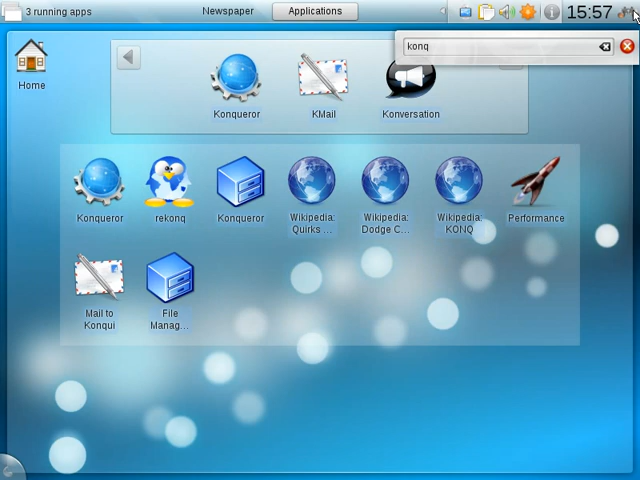 3 running apps
Newspaper
Applications
15:57
konq
Home
Konqueror
KMail
Konversation
Konqueror
rekonq
Konqueror
Wikipedia:
Quirks ...
Wikipedia:
Dodge C...
Wikipedia:
KONQ
Performance
Mail to
Konqui
File
Manag...